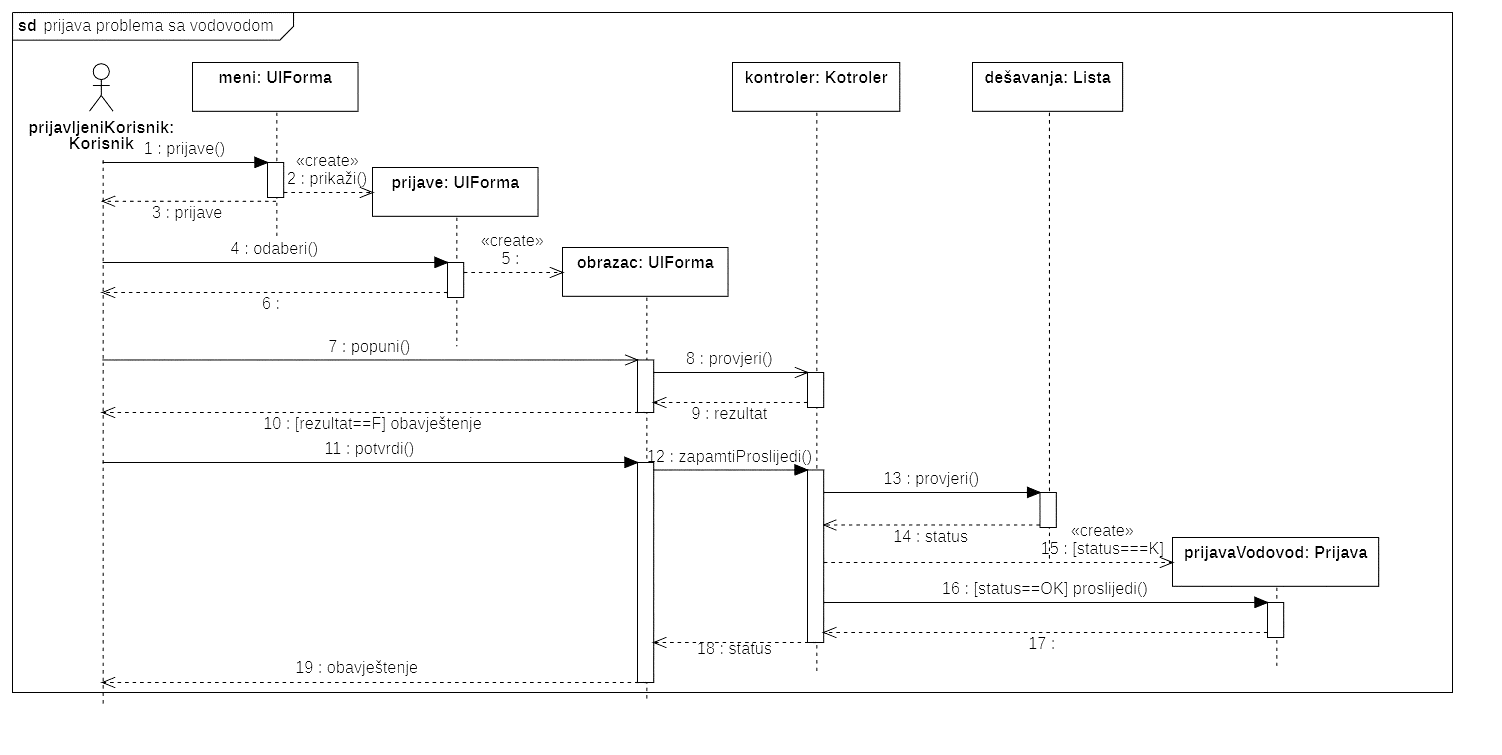 sd prijava problema sa vodovodom
meni: UIForma
kontroler: Kotroler
dešavanja: Lista
prijavljeniKorisnik:
Korisnik
1 : prijave()
«create»
2 : prikaži()
prijave: UIForma
3 : prijave
4 : odaberi()
«create»
5 :
obrazac: UIForma
6 :
7 : popuni()
8 : provjeri()
9 : rezultat
10 : [rezultat==F] obavještenje
11 : potvrdi()
12 : zapamtiProslijedi()
13 : provjeri()
14 : status
«create»
15 : [status===K]
prijavaVodovod: Prijava
16 : [status==OK] proslijedi()
17 :
18 : status
19 : obavještenje